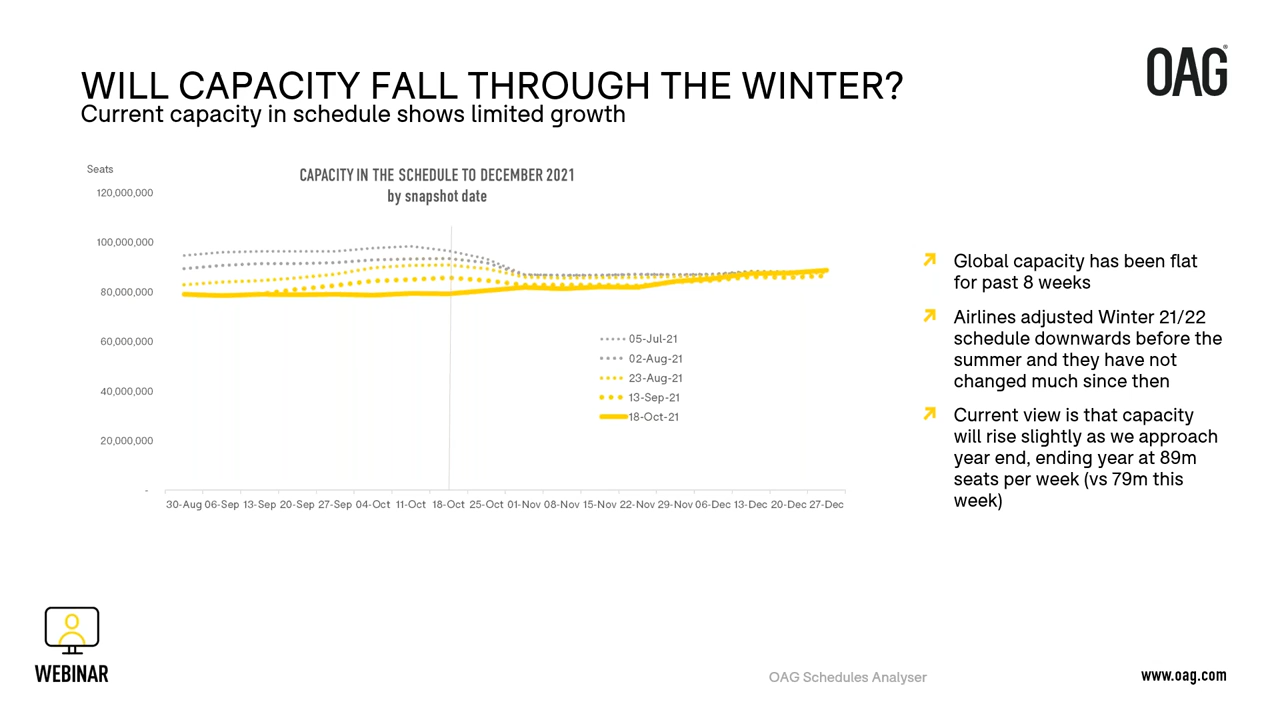 OAG®
WILL CAPACITY FALL THROUGH THE WINTER?
Current capacity in schedule shows limited growth
Seats
CAPACITY IN THE SCHEDULE TO DECEMBER 2021
by snapshot date
120,000,000
100,000,000
80,000,000
60,000,000
40,000,000
20,000,000
-
05-Jul-21
02-Aug-21
23-Aug-21
13-Sep-21
18-Oct-21
30-Aug 06-Sep 13-Sep 20-Sep 27-Sep 04-Oct 11-Oct 18-Oct 25-Oct 01-Nov 08-Nov 15-Nov 22-Nov 29-Nov 06-Dec 13-Dec 20-Dec 27-Dec
Global capacity has been flat
for past 8 weeks
Airlines adjusted Winter 21/22
schedule downwards before the
summer and they have not
changed much since then
Current view is that capacity
will rise slightly as we approach
year end, ending year at 89m
seats per week (vs 79m this
week)
WEBINAR
OAG Schedules Analyser
www.oag.com